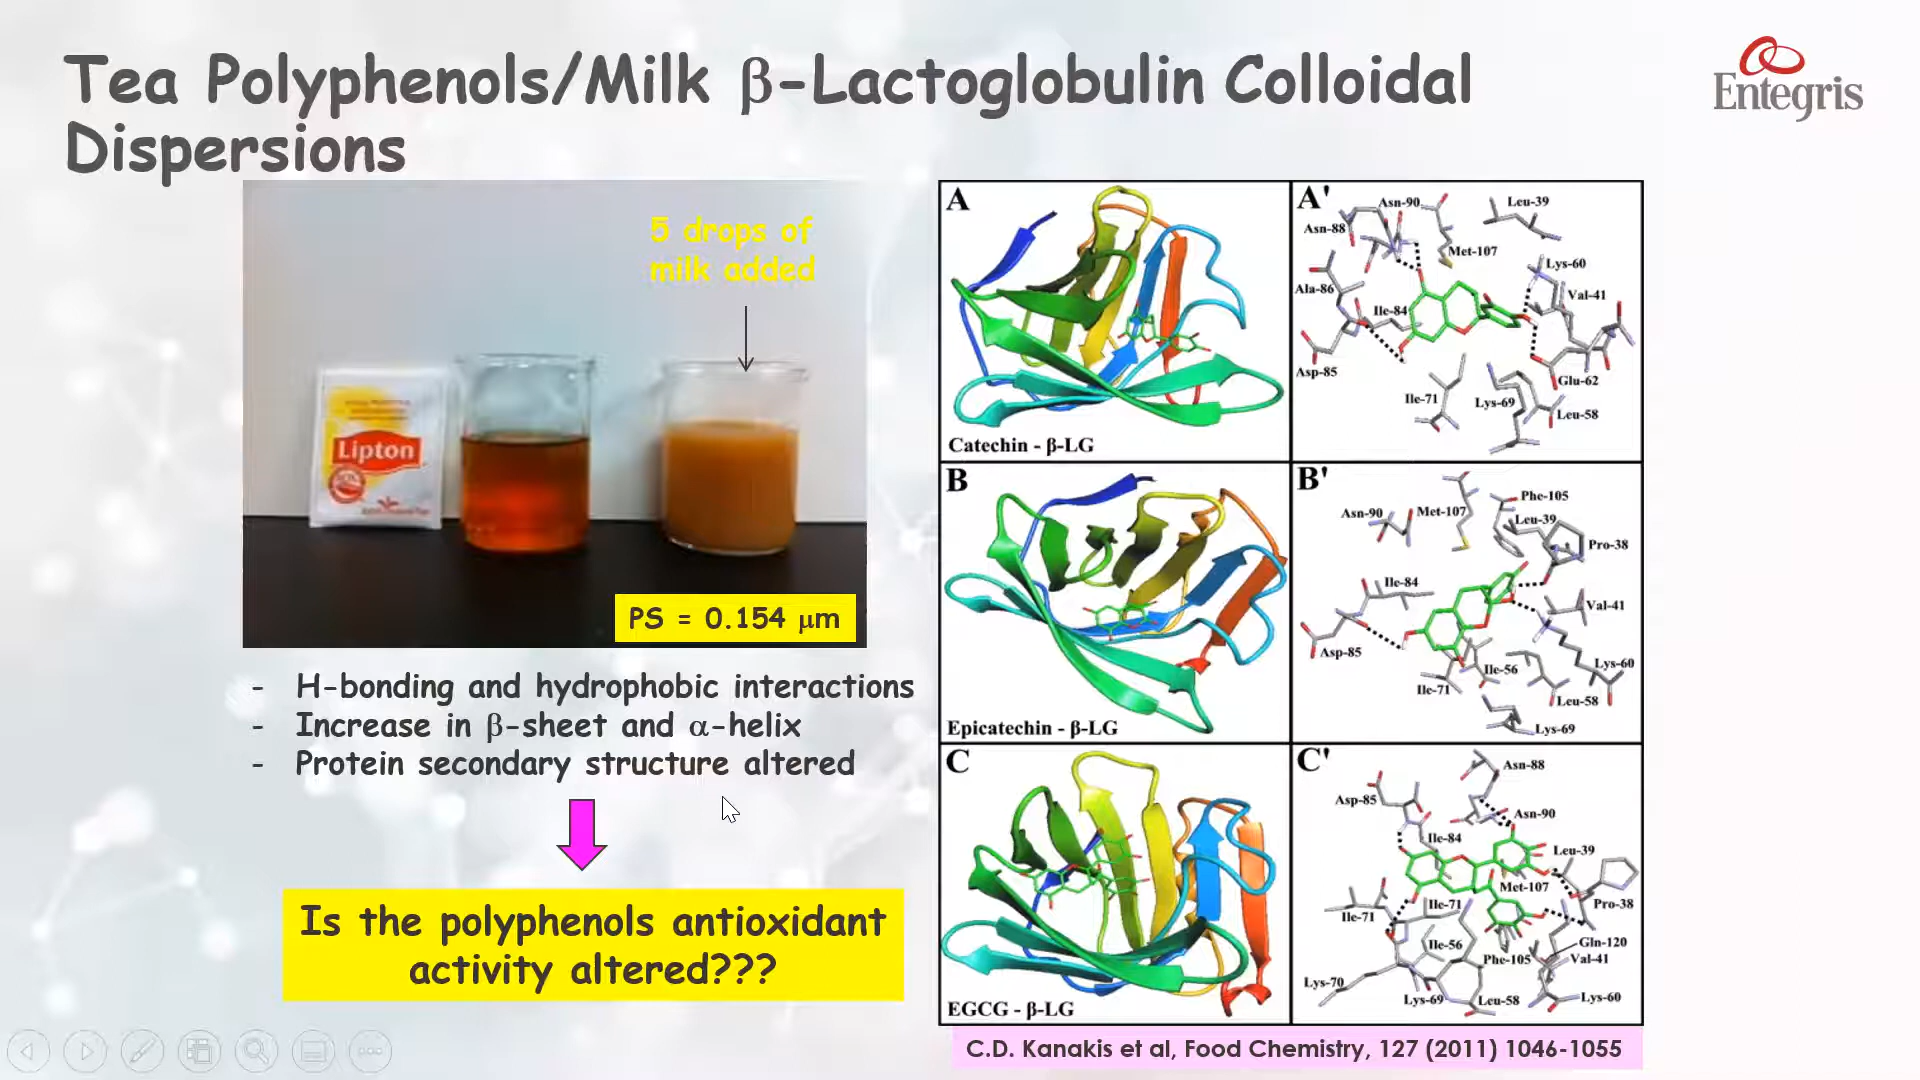 Tea Polyphenols/Milk β-Lactoglobulin Colloidal
Dispersions
Entegris
5 drops of
milk added
Lipton
PS = 0.154 μm
- H-bonding and hydrophobic interactions
- Increase in β-sheet and α-helix
- Protein secondary structure altered
Is the polyphenols antioxidant
activity altered???
A
Catechin - β-LG
A'
Asn-90
Leu-39
Asn-88
Met-107
Lys-60
Ala-86
Val-41
Ile-84
Asp-85
Glu-62
Ile-71
Lys-69
Leu-58
B
Epicatechin - β-LG
B'
Phe-105
Asn-90
Met-107
Leu-39
Pro-38
Ile-84
Val-41
Asp-85
Ile-56
Lys-60
Ile-71
Leu-58
Lys-69
C
EGCG - β-LG
C'
Asn-88
Asp-85
Asn-90
Ile-84
Leu-39
Met-107
Ile-71
Ile-71
Pro-38
Ile-56
Gln-120
Phe-105
Val-41
Lys-70
Lys-69
Leu-58
Lys-60
C.D. Kanakis et al, Food Chemistry, 127 (2011) 1046-1055